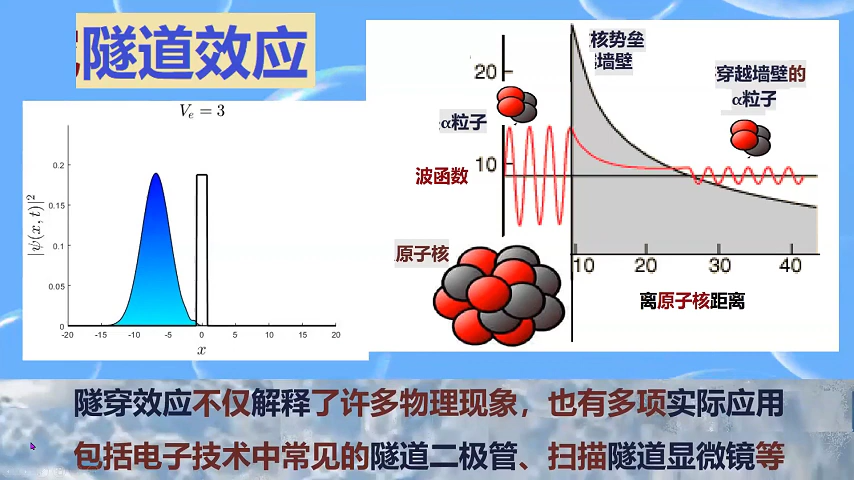 隧道效应
V_e = 3
|ψ(x,t)|²
0.2
0.15
0.1
0.05
0
-20 -15 -10 -5 0 5 10 15 20
x
核势垒
墙壁
穿越墙壁的
α粒子
α粒子
20
10
波函数
原子核
10 20 30 40
离原子核距离
隧穿效应不仅解释了许多物理现象，也有多项实际应用
包括电子技术中常见的隧道二极管、扫描隧道显微镜等